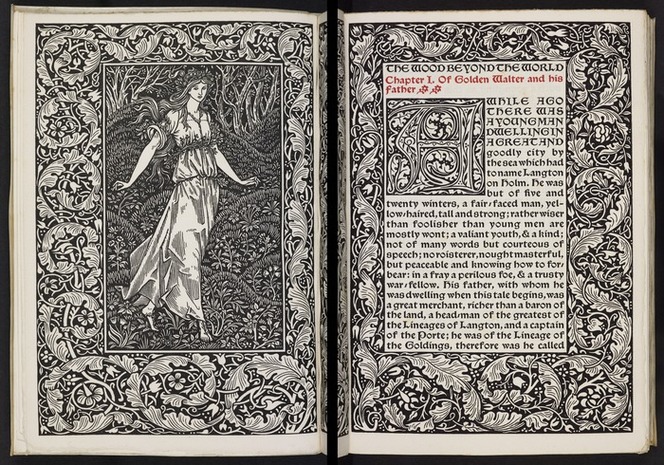 THE WOOD BEYOND THE WORLD
Chapter I. Of Golden Walter and his
father
A WHILE AGO
THERE WAS
A YOUNG MAN
DWELLING IN
A GREAT AND
goodly city by
the sea which had
to name Langton
on Holm. He was
but of five and
twenty winters, a fair-faced man, yel-
low-haired, tall and strong; rather wiser
than foolisher than young men are
mostly wont; a valiant youth, & a kind;
not of many words but courteous of
speech; no roisterer, nought masterful,
but peaceable and knowing how to for-
bear: in a fray a perilous foe, & a trusty
war-fellow. His father, with whom he
was dwelling when this tale begins, was
a great merchant, richer than a baron of
the land, a head-man of the greatest of
the Lineages of Langton, and a captain
of the Porte; he was of the Lineage of
the Goldings, therefore was he called